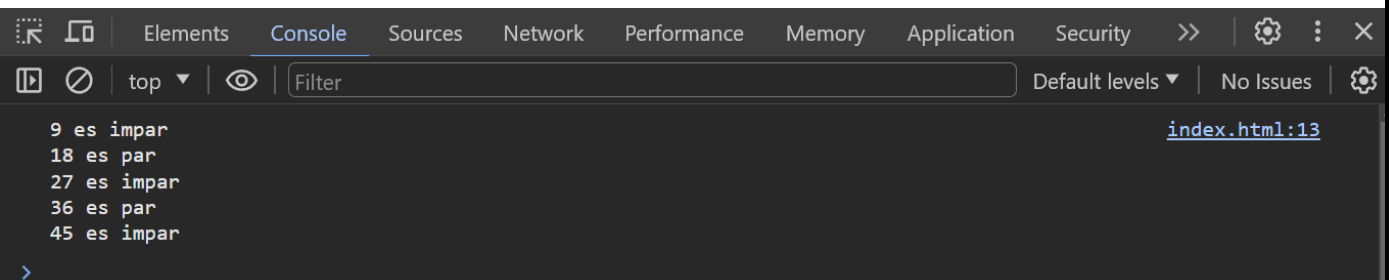 Elements Console Sources Network Performance Memory Application Security
top Filter Default levels No Issues
9 es impar index.html:13
18 es par
27 es impar
36 es par
45 es impar